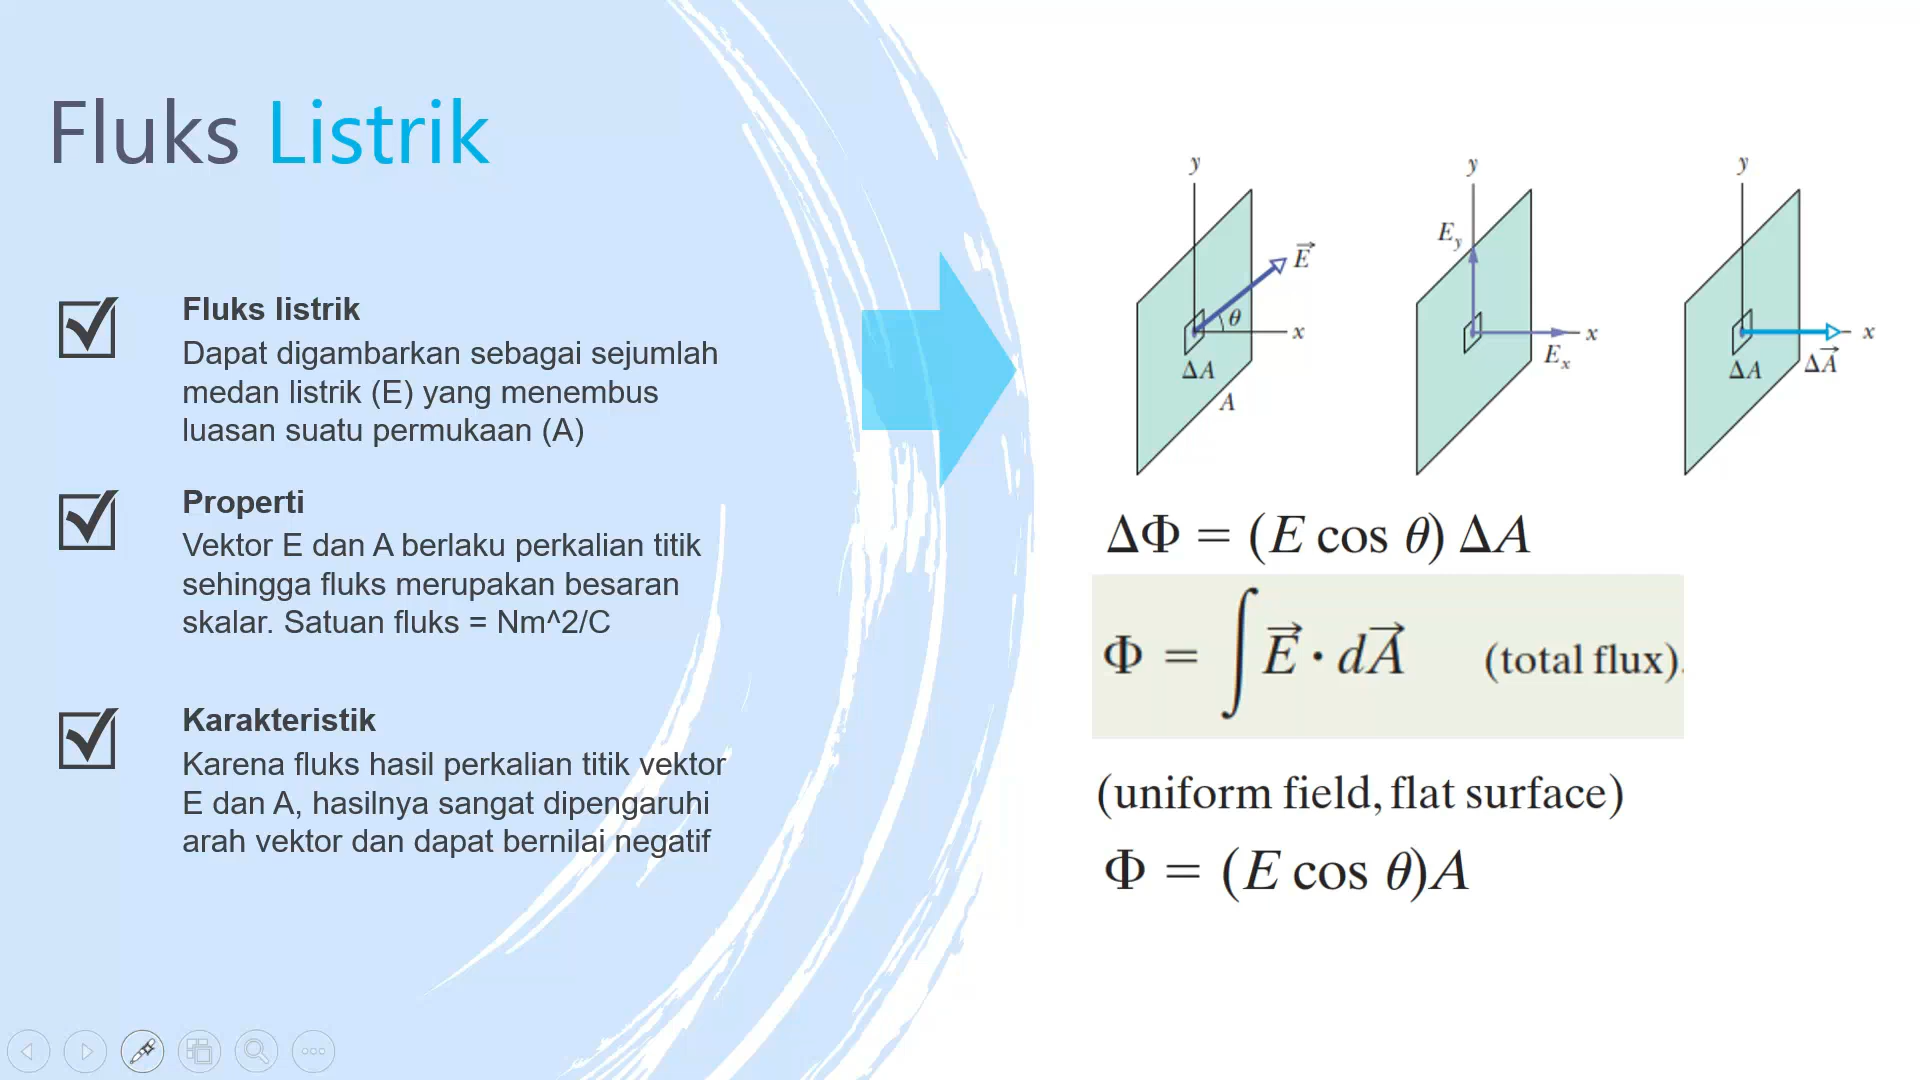 Fluks Listrik
Fluks listrik
Dapat digambarkan sebagai sejumlah
medan listrik (E) yang menembus
luasan suatu permukaan (A)
Properti
Vektor E dan A berlaku perkalian titik
sehingga fluks merupakan besaran
skalar. Satuan fluks = Nm^2/C
Karakteristik
Karena fluks hasil perkalian titik vektor
E dan A, hasilnya sangat dipengaruhi
arah vektor dan dapat bernilai negatif
y
E⃗
θ
x
ΔA
A
y
E_y
x
E_x
y
x
ΔA
ΔA⃗
ΔΦ = (E cos θ) ΔA
Φ = ∫ E⃗ · dA⃗ (total flux).
(uniform field, flat surface)
Φ = (E cos θ)A